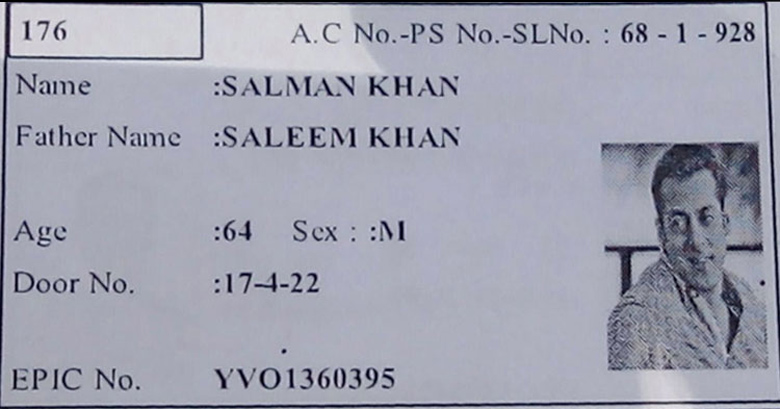 176
A.C No.-PS No.-SLNo. : 68 - 1 - 928
Name :SALMAN KHAN
Father Name :SALEEM KHAN
Age :64 Sex : :M
Door No. :17-4-22
EPIC No. YVO1360395